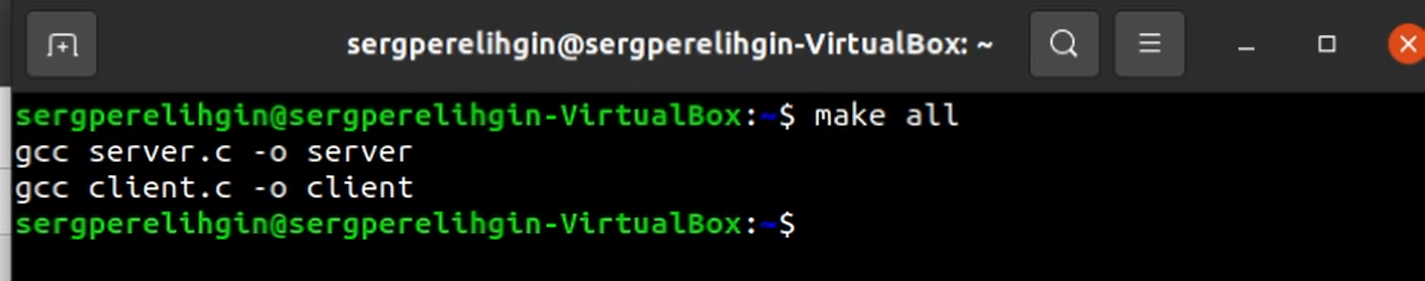 sergperelihgin@sergperelihgin-VirtualBox: ~
sergperelihgin@sergperelihgin-VirtualBox:~$ make all
gcc server.c -o server
gcc client.c -o client
sergperelihgin@sergperelihgin-VirtualBox:~$